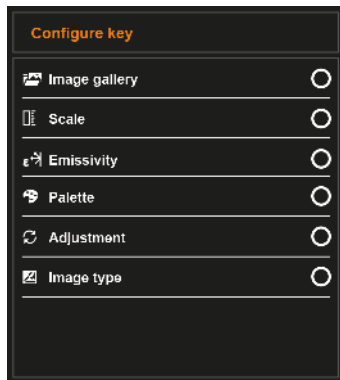 Configure key
Image gallery
Scale
ε Emissivity
Palette
Adjustment
Image type